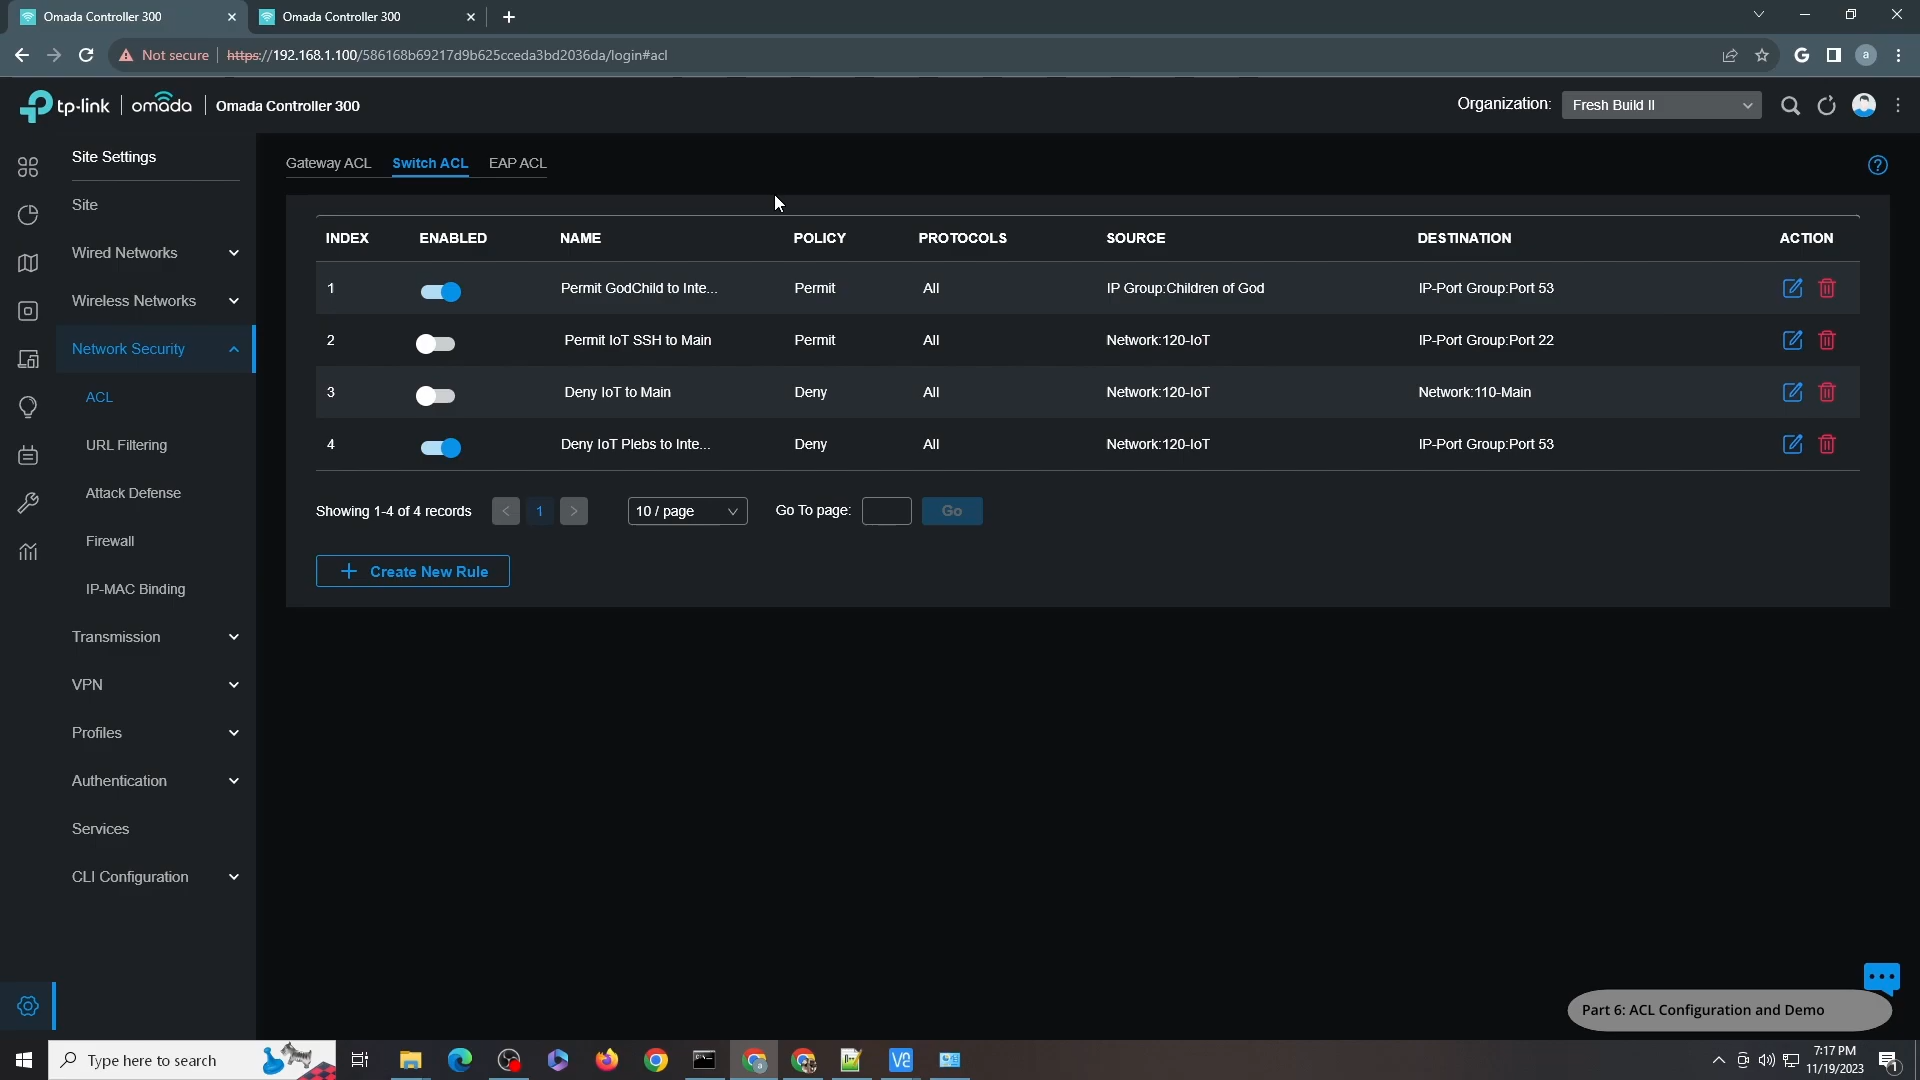 Omada Controller 300
Omada Controller 300
Not secure
https://192.168.1.100/586168b69217d9b625cceda3bd2036da/login#acl
G
a
tp-link | omada | Omada Controller 300
Organization:
Fresh Build II
Site Settings
Site
Wired Networks
Wireless Networks
Network Security
ACL
URL Filtering
Attack Defense
Firewall
IP-MAC Binding
Transmission
VPN
Profiles
Authentication
Services
CLI Configuration
Gateway ACL Switch ACL EAP ACL
?
INDEX ENABLED NAME POLICY PROTOCOLS SOURCE DESTINATION ACTION
1 Permit GodChild to Inte... Permit All IP Group:Children of God IP-Port Group:Port 53
2 Permit IoT SSH to Main Permit All Network:120-IoT IP-Port Group:Port 22
3 Deny IoT to Main Deny All Network:120-IoT Network:110-Main
4 Deny IoT Plebs to Inte... Deny All Network:120-IoT IP-Port Group:Port 53
Showing 1-4 of 4 records < 1 > 10 / page Go To page: Go
+ Create New Rule
Part 6: ACL Configuration and Demo
Type here to search
7:17 PM
11/19/2023
1